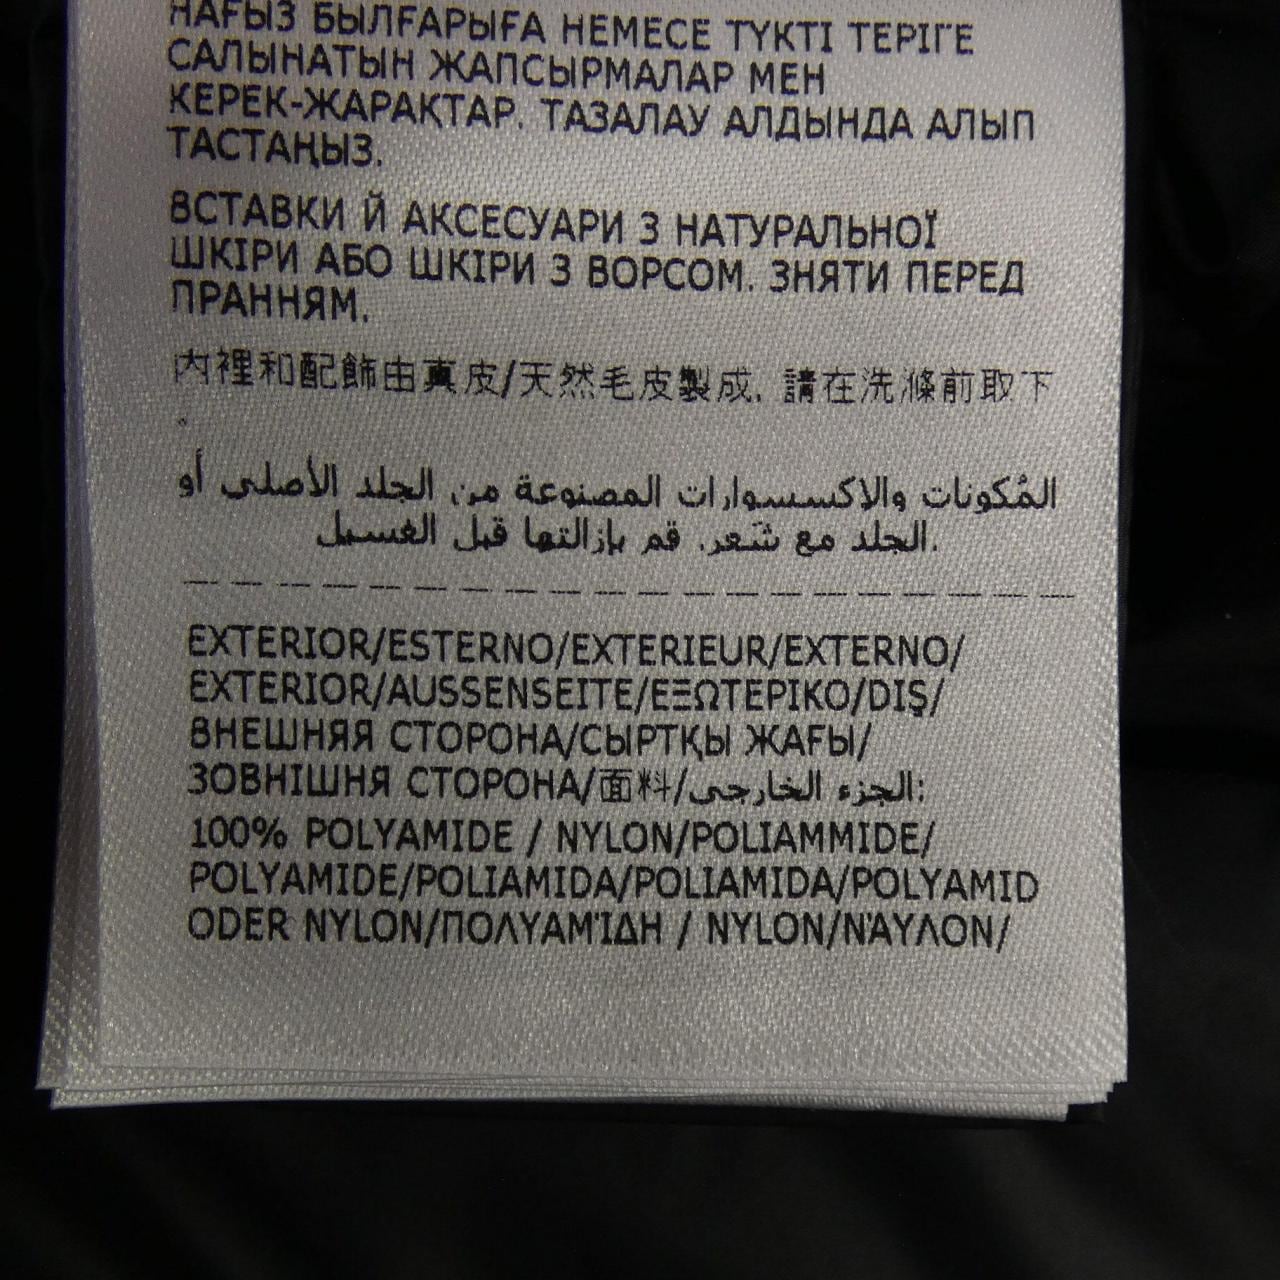 НАҒЫЗ БЫЛҒАРЫҒА НЕМЕСЕ ТҮКТІ ТЕРІГЕ
САЛЫНАТЫН ЖАПСЫРМАЛАР МЕН
КЕРЕК-ЖАРАҚТАР. ТАЗАЛАУ АЛДЫНДА АЛЫП
ТАСТАҢЫЗ.
ВСТАВКИ Й АКСЕСУАРИ З НАТУРАЛЬНОЇ
ШКІРИ АБО ШКІРИ З ВОРСОМ. ЗНЯТИ ПЕРЕД
ПРАННЯМ.
內裡和配飾由真皮/天然毛皮製成. 請在洗滌前取下
。
المُكونات والاكسسوارات المصنوعة من الجلد الأصلي أو
الجلد مع شَعر. قم بإزالتها قبل الغسيل.
EXTERIOR/ESTERNO/EXTERIEUR/EXTERNO/
EXTERIOR/AUSSENSEITE/ΕΞΩΤΕΡΙΚΟ/DIŞ/
ВНЕШНЯЯ СТОРОНА/СЫРТҚЫ ЖАҒЫ/
ЗОВНІШНЯ СТОРОНА/面料/الجزء الخارجي:
100% POLYAMIDE / NYLON/POLIAMMIDE/
POLYAMIDE/POLIAMIDA/POLIAMIDA/POLYAMID
ODER NYLON/ΠΟΛΥΑΜΊΔΗ / NYLON/ΝΆΥΛΟΝ/